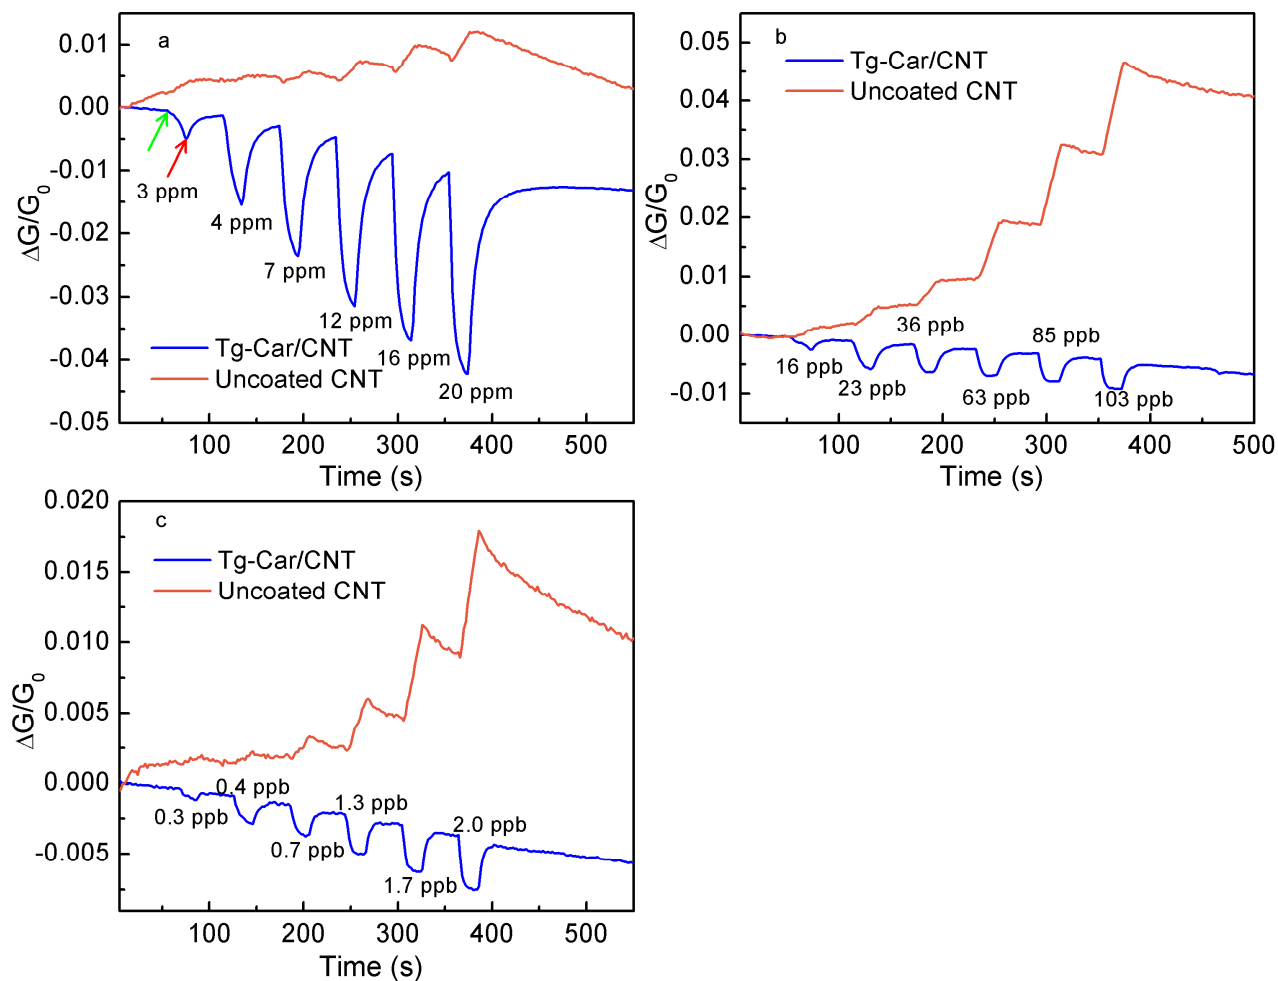 a
0.01
0.00
-0.01
-0.02
-0.03
-0.04
-0.05
ΔG/G0
3 ppm
4 ppm
7 ppm
12 ppm
16 ppm
20 ppm
Tg-Car/CNT
Uncoated CNT
100 200 300 400 500
Time (s)
b
0.05
0.04
0.03
0.02
0.01
0.00
-0.01
ΔG/G0
Tg-Car/CNT
Uncoated CNT
16 ppb
23 ppb
36 ppb
63 ppb
85 ppb
103 ppb
100 200 300 400 500
Time (s)
c
0.020
0.015
0.010
0.005
0.000
-0.005
ΔG/G0
Tg-Car/CNT
Uncoated CNT
0.3 ppb
0.4 ppb
0.7 ppb
1.3 ppb
1.7 ppb
2.0 ppb
100 200 300 400 500
Time (s)